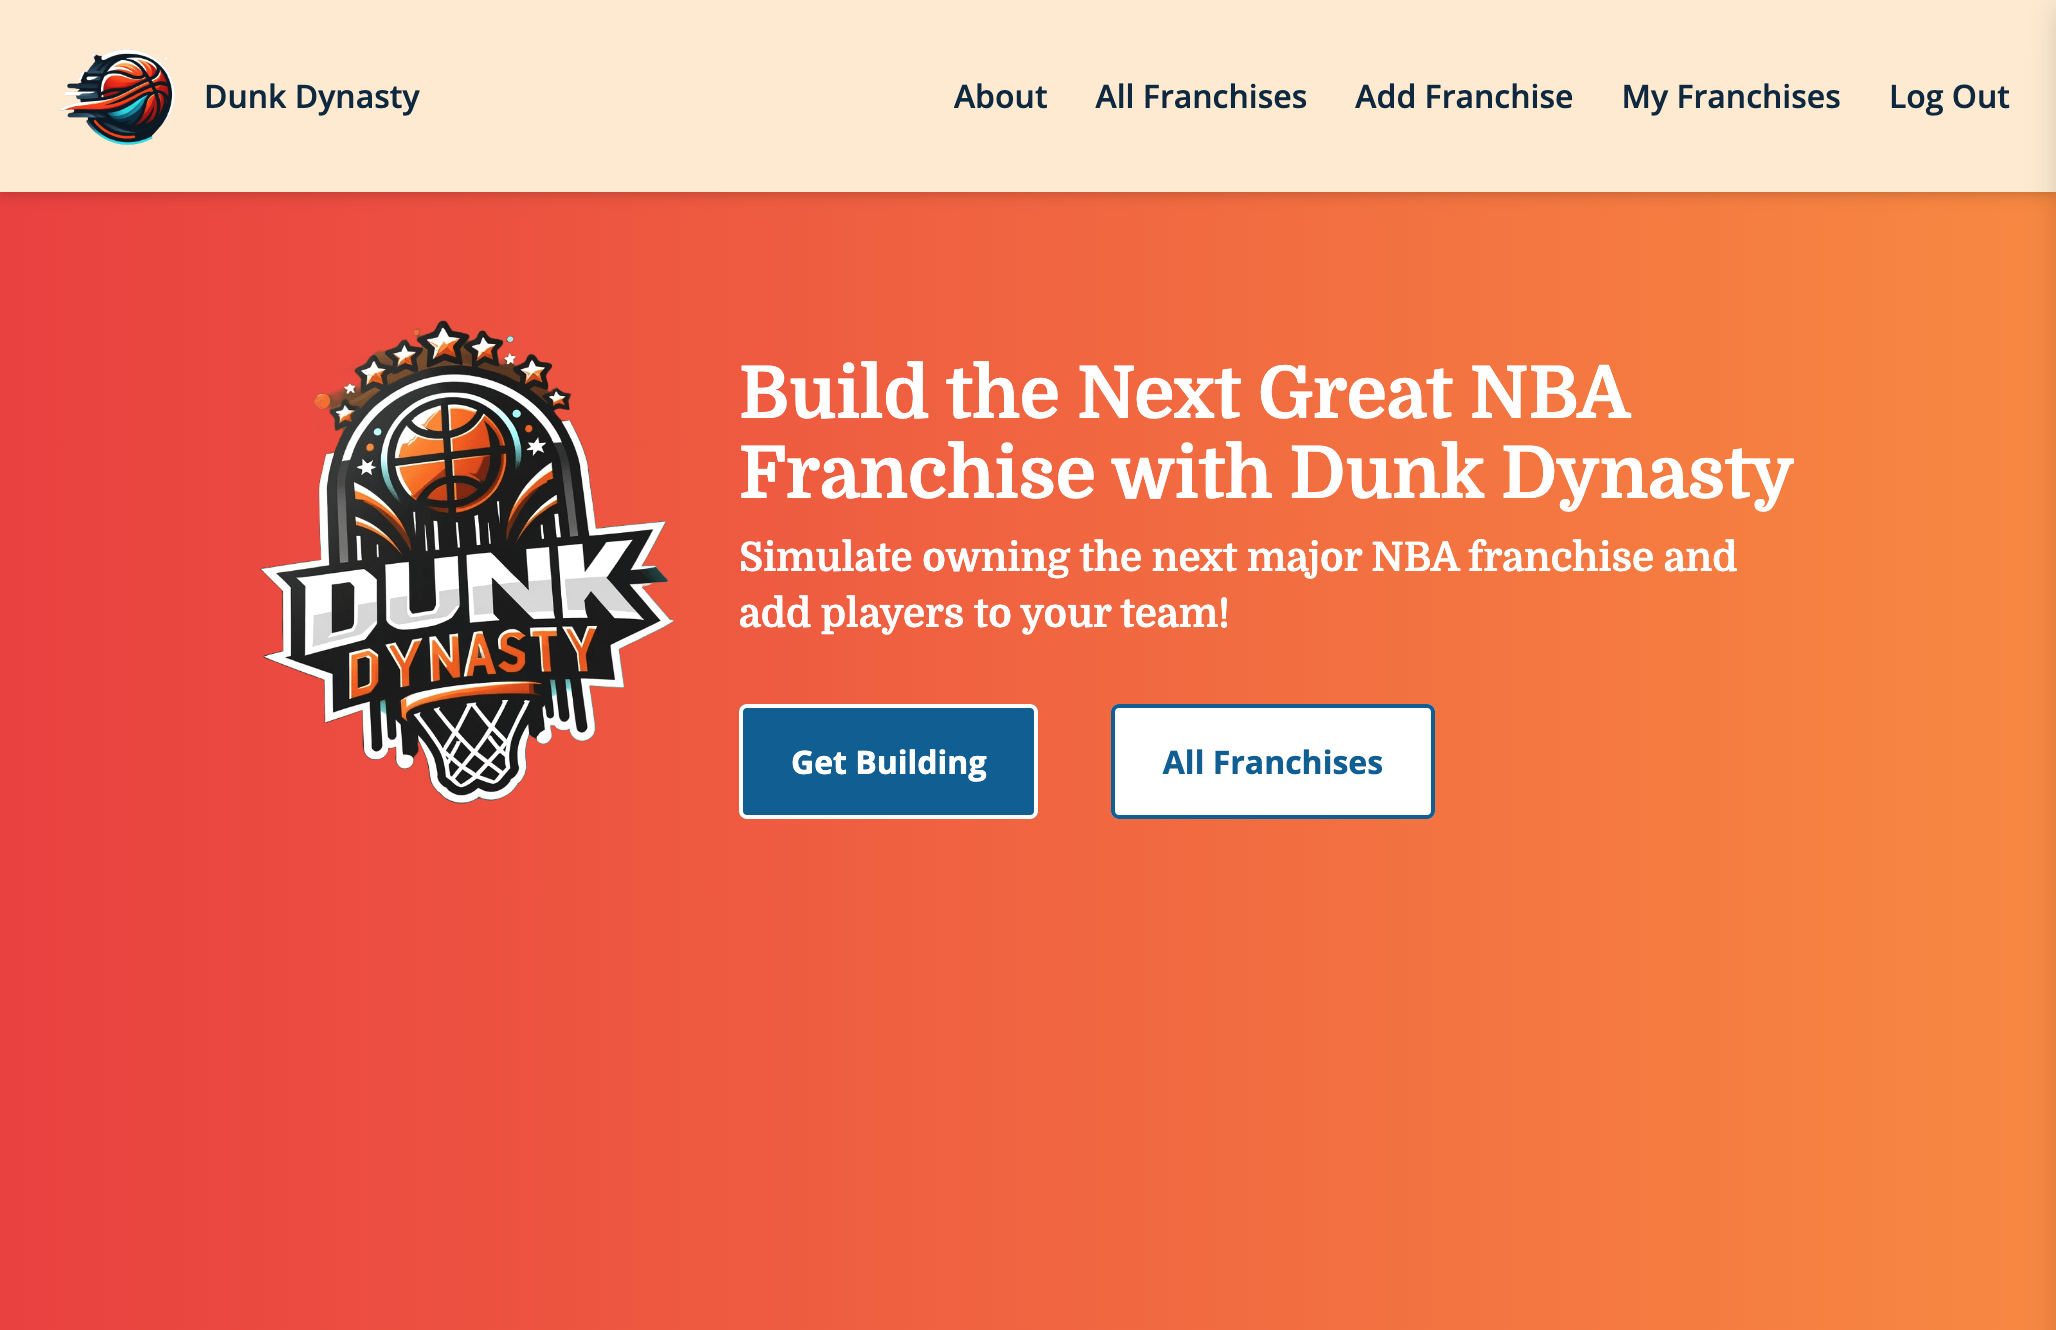 Dunk Dynasty
About
All Franchises
Add Franchise
My Franchises
Log Out
DUNK
DYNASTY
Build the Next Great NBA
Franchise with Dunk Dynasty
Simulate owning the next major NBA franchise and
add players to your team!
Get Building
All Franchises